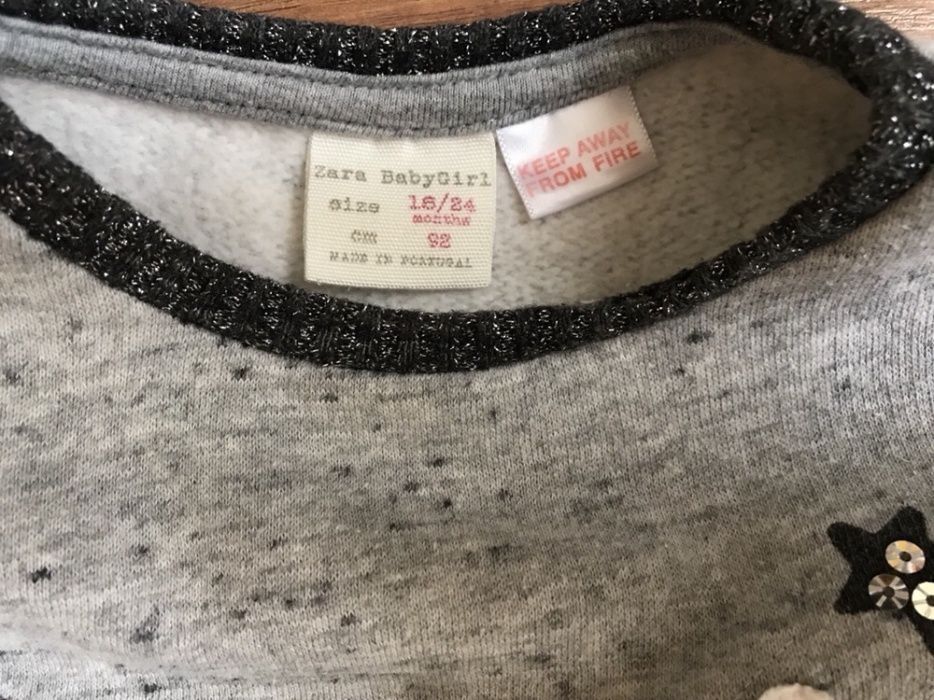 Zara BabyGirl
size 18/24
months
cm 92
MADE IN PORTUGAL
KEEP AWAY
FROM FIRE